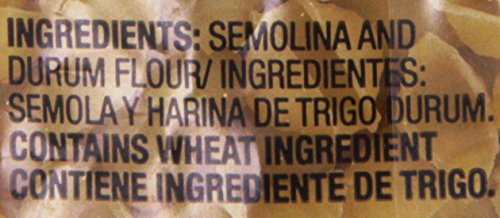 INGREDIENTS: SEMOLINA AND
DURUM FLOUR/ INGREDIENTES:
SEMOLA Y HARINA DE TRIGO DURUM.
CONTAINS WHEAT INGREDIENT
CONTIENE INGREDIENTE DE TRIGO.